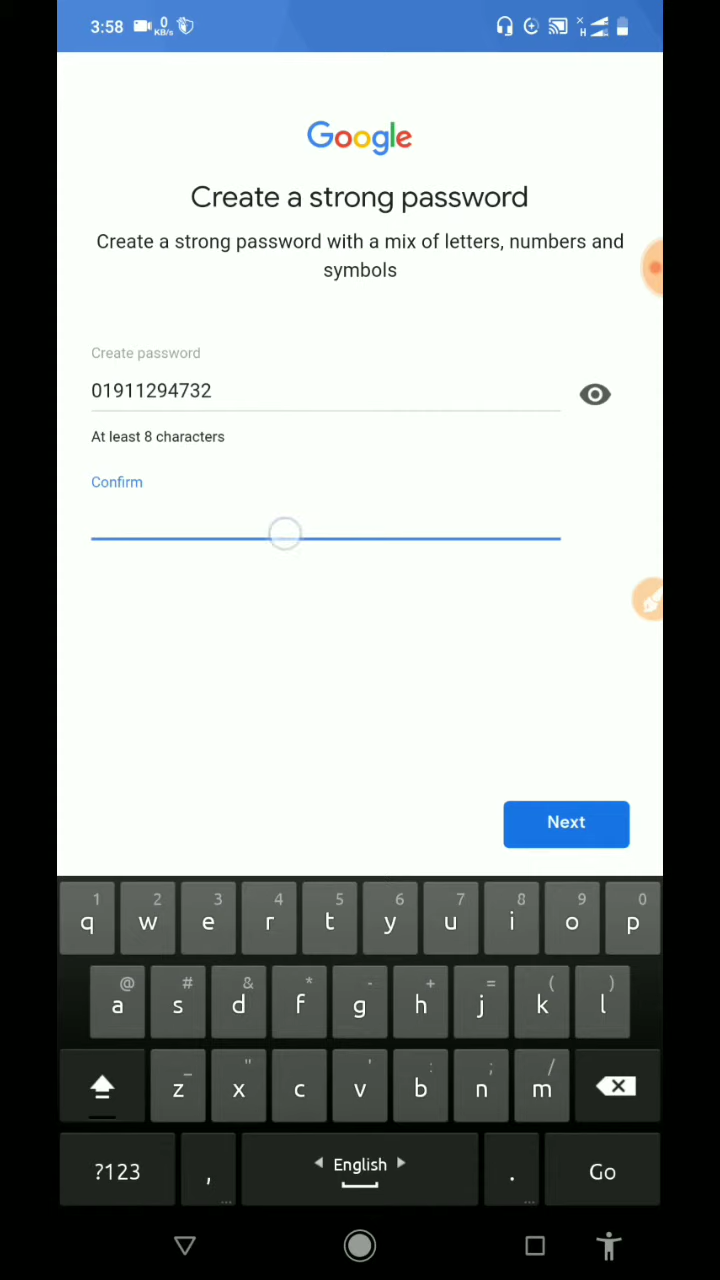 3:58 0 KB/s H
Google
Create a strong password
Create a strong password with a mix of letters, numbers and
symbols
Create password
01911294732
At least 8 characters
Confirm
Next
1 2 3 4 5 6 7 8 9 0
q w e r t y u i o p
@ # & * - + = ( )
a s d f g h j k l
_ " ' : ; /
z x c v b n m
?123 , English . Go